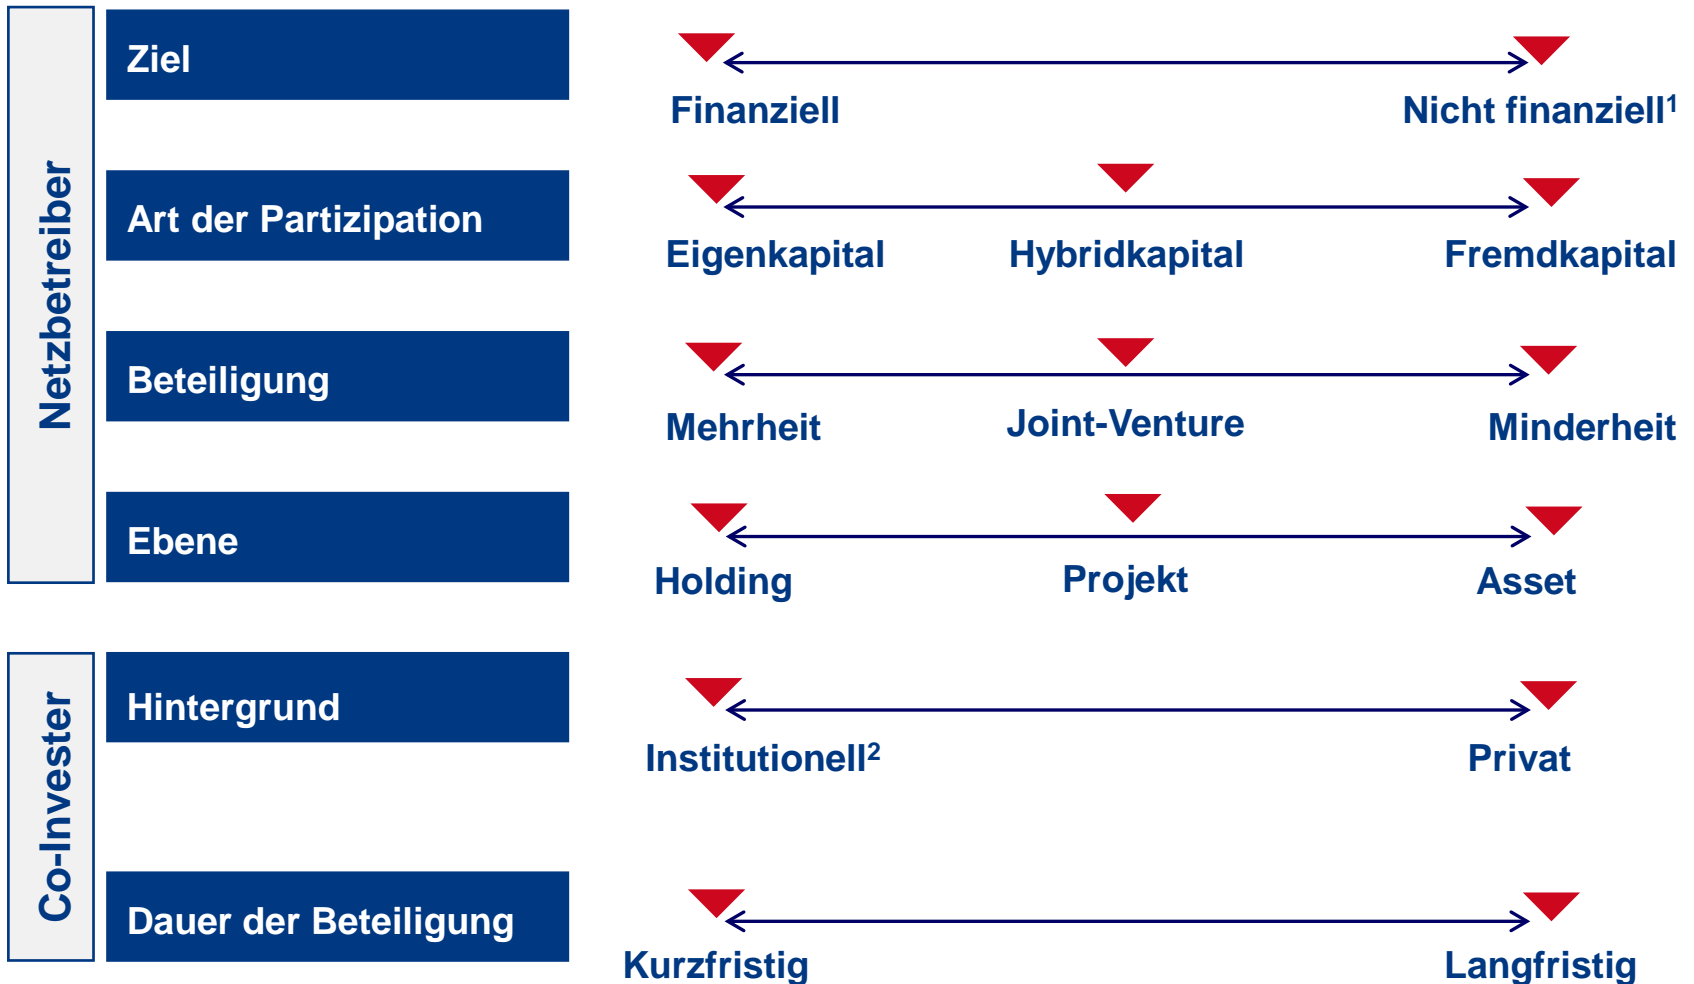 Netzbetreiber
Ziel
Finanziell
Nicht finanziell¹
Art der Partizipation
Eigenkapital
Hybridkapital
Fremdkapital
Beteiligung
Mehrheit
Joint-Venture
Minderheit
Ebene
Holding
Projekt
Asset
Co-Invester
Hintergrund
Institutionell²
Privat
Dauer der Beteiligung
Kurzfristig
Langfristig